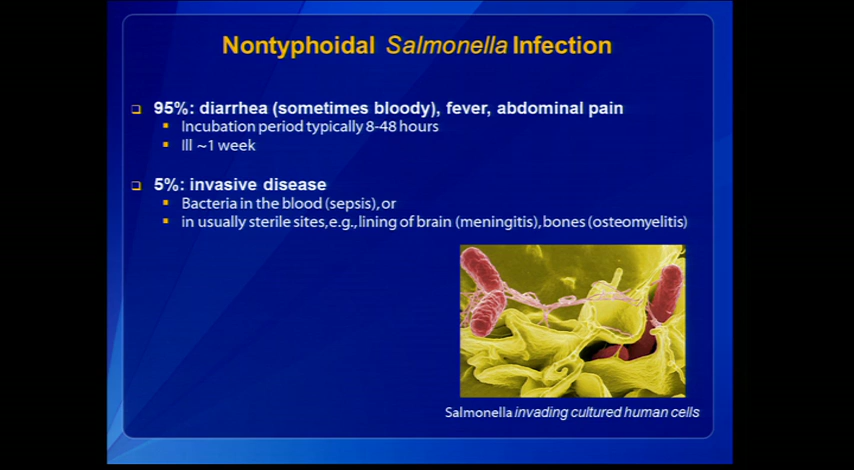 Nontyphoidal Salmonella Infection
95%: diarrhea (sometimes bloody), fever, abdominal pain
Incubation period typically 8-48 hours
Ill ~1 week
5%: invasive disease
Bacteria in the blood (sepsis), or
in usually sterile sites, e.g., lining of brain (meningitis), bones (osteomyelitis)
Salmonella invading cultured human cells